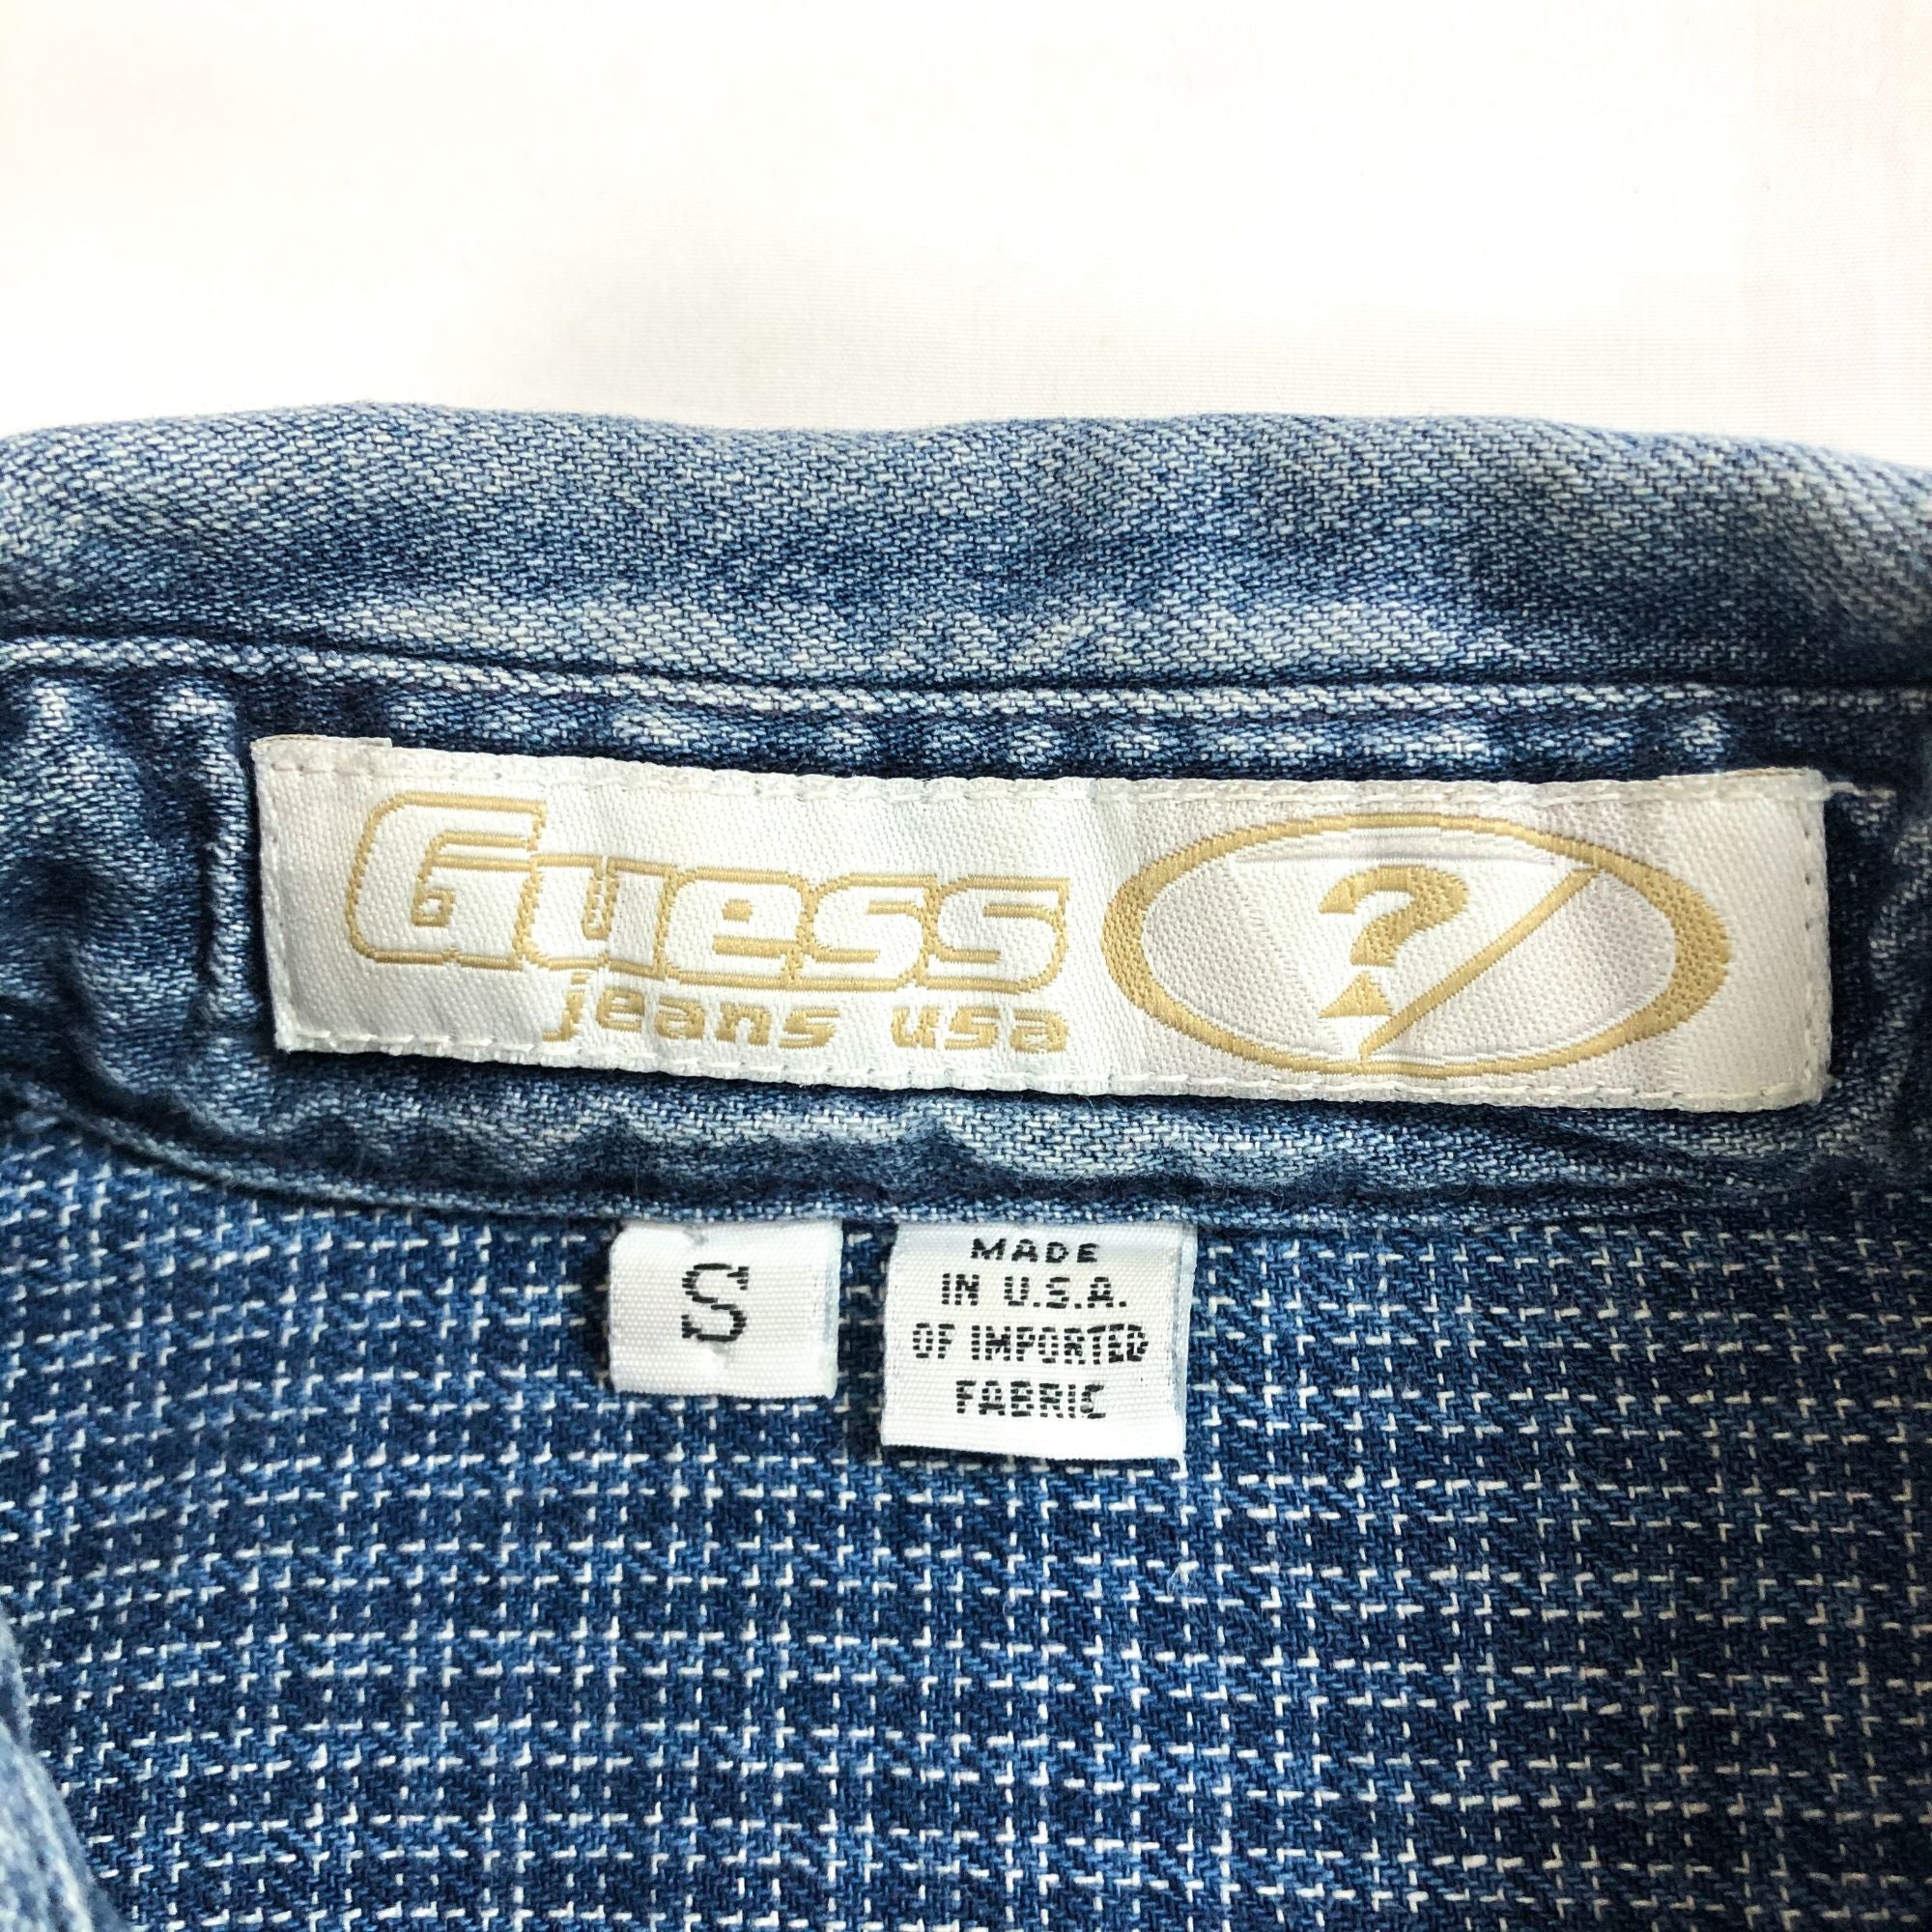 Guess
jeans usa
?
S
MADE
IN U.S.A.
OF IMPORTED
FABRIC